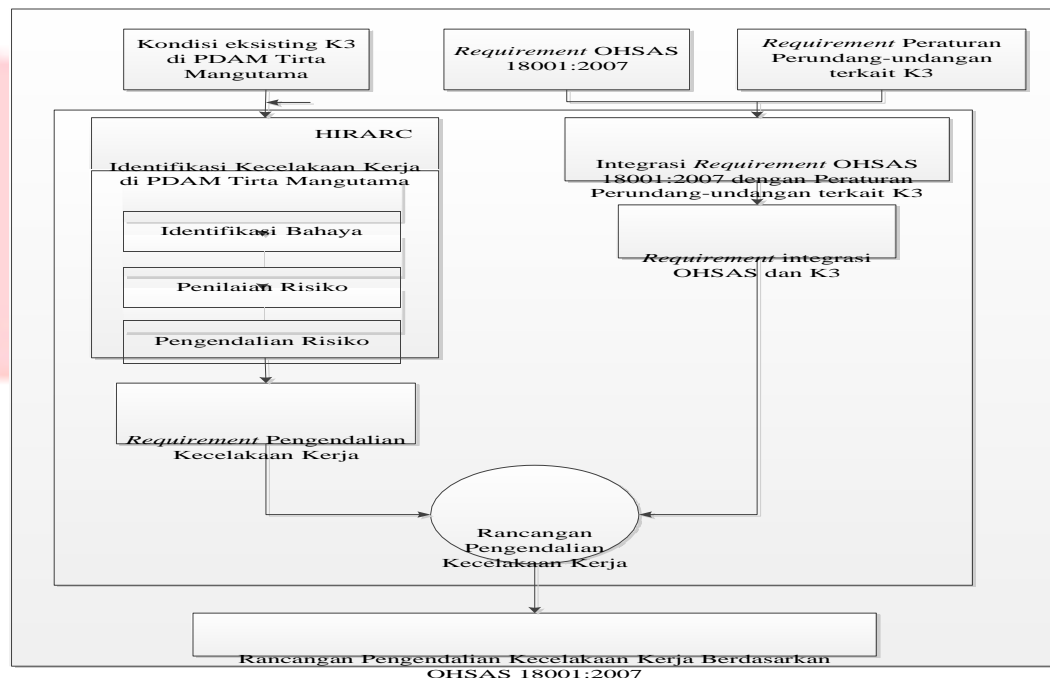 Kondisi eksisting K3
di PDAM Tirta
Mangutama
Requirement OHSAS
18001:2007
Requirement Peraturan
Perundang-undangan
terkait K3
HIRARC
Identifikasi Kecelakaan Kerja
di PDAM Tirta Mangutama
Identifikasi Bahaya
Penilaian Risiko
Pengendalian Risiko
Requirement Pengendalian
Kecelakaan Kerja
Integrasi Requirement OHSAS
18001:2007 dengan Peraturan
Perundang-undangan terkait K3
Requirement integrasi
OHSAS dan K3
Rancangan
Pengendalian
Kecelakaan Kerja
Rancangan Pengendalian Kecelakaan Kerja Berdasarkan
OHSAS 18001:2007